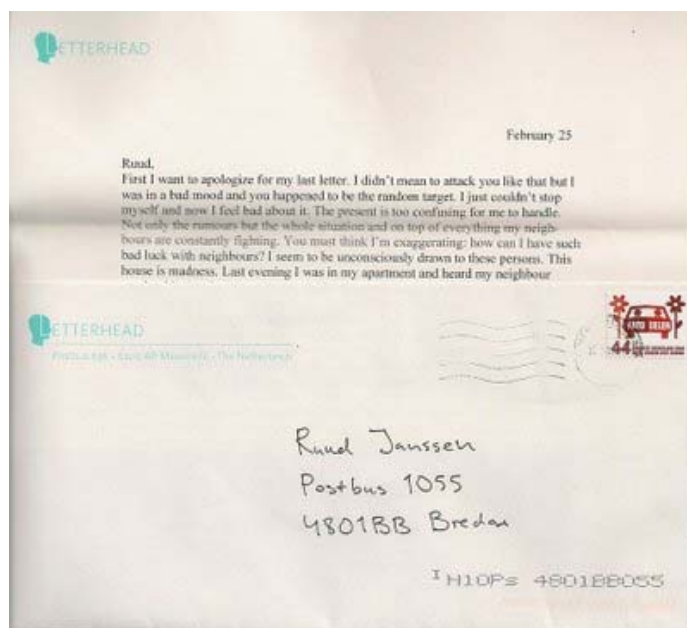 LETTERHEAD
February 25
Ruud,
First I want to apologize for my last letter. I didn't mean to attack you like that but I
was in a bad mood and you happened to be the random target. I just couldn't stop
myself and now I feel bad about it. The present is too confusing for me to handle.
Not only the rumours but the whole situation and on top of everything my neigh-
bours are constantly fighting. You must think I'm exaggerating: how can I have such
bad luck with neighbours? I seem to be unconsciously drawn to these persons. This
house is madness. Last evening I was in my apartment and heard my neighbour
LETTERHEAD
The Netherlands
44
Ruud Janssen
Postbus 1055
4801BB Breda
I H10Ps 4801BB055